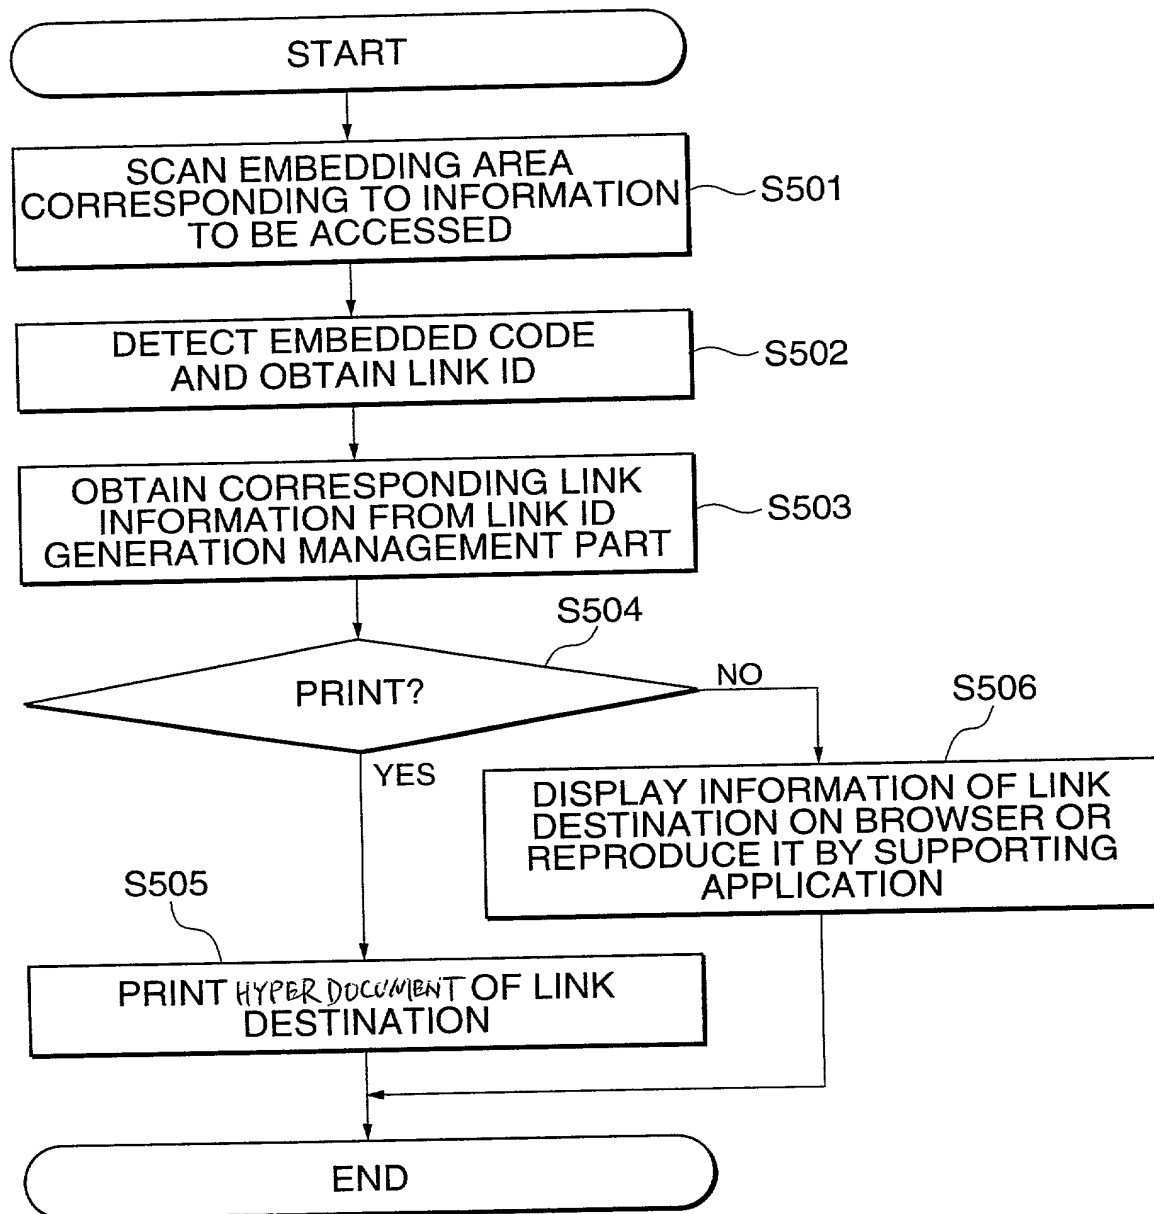 START
SCAN EMBEDDING AREA
CORRESPONDING TO INFORMATION
TO BE ACCESSED
S501
DETECT EMBEDDED CODE
AND OBTAIN LINK ID
S502
OBTAIN CORRESPONDING LINK
INFORMATION FROM LINK ID
GENERATION MANAGEMENT PART
S503
S504
PRINT?
NO
YES
S506
DISPLAY INFORMATION OF LINK
DESTINATION ON BROWSER OR
REPRODUCE IT BY SUPPORTING
APPLICATION
S505
PRINT HYPER DOCUMENT OF LINK
DESTINATION
END